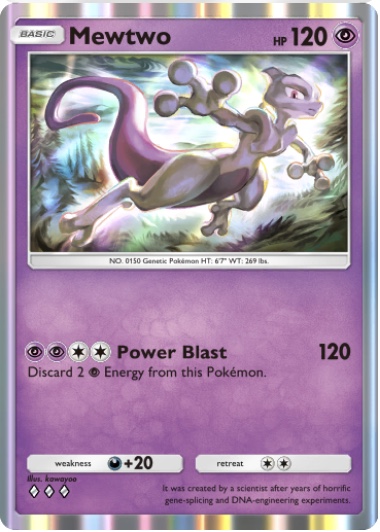 BASIC Mewtwo HP 120
NO. 0150 Genetic Pokémon HT: 6'7" WT: 269 lbs.
Power Blast 120
Discard 2 Energy from this Pokémon.
weakness +20 retreat
Illus. kawayoo
It was created by a scientist after years of horrific
gene-splicing and DNA-engineering experiments.